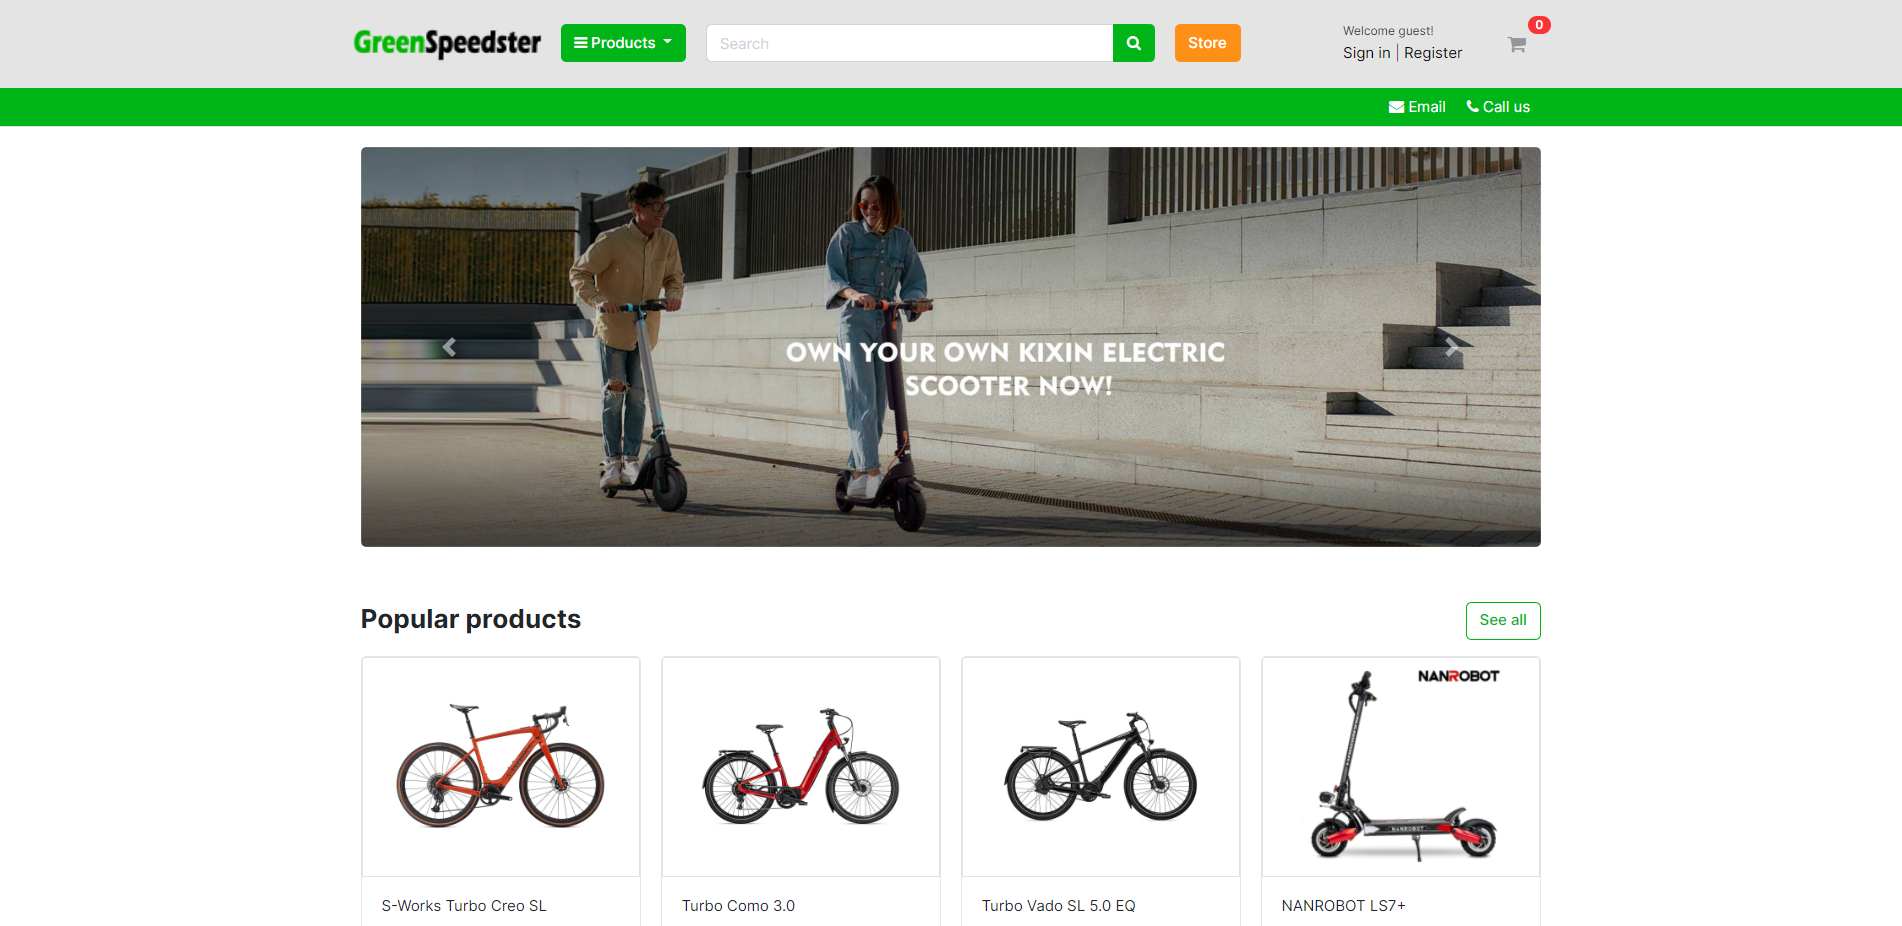 GreenSpeedster
Products
Search
Store
Welcome guest!
Sign in | Register
0
Email
Call us
OWN YOUR OWN KIXIN ELECTRIC
SCOOTER NOW!
Popular products
See all
NANROBOT
NANROBOT
S-Works Turbo Creo SL
Turbo Como 3.0
Turbo Vado SL 5.0 EQ
NANROBOT LS7+